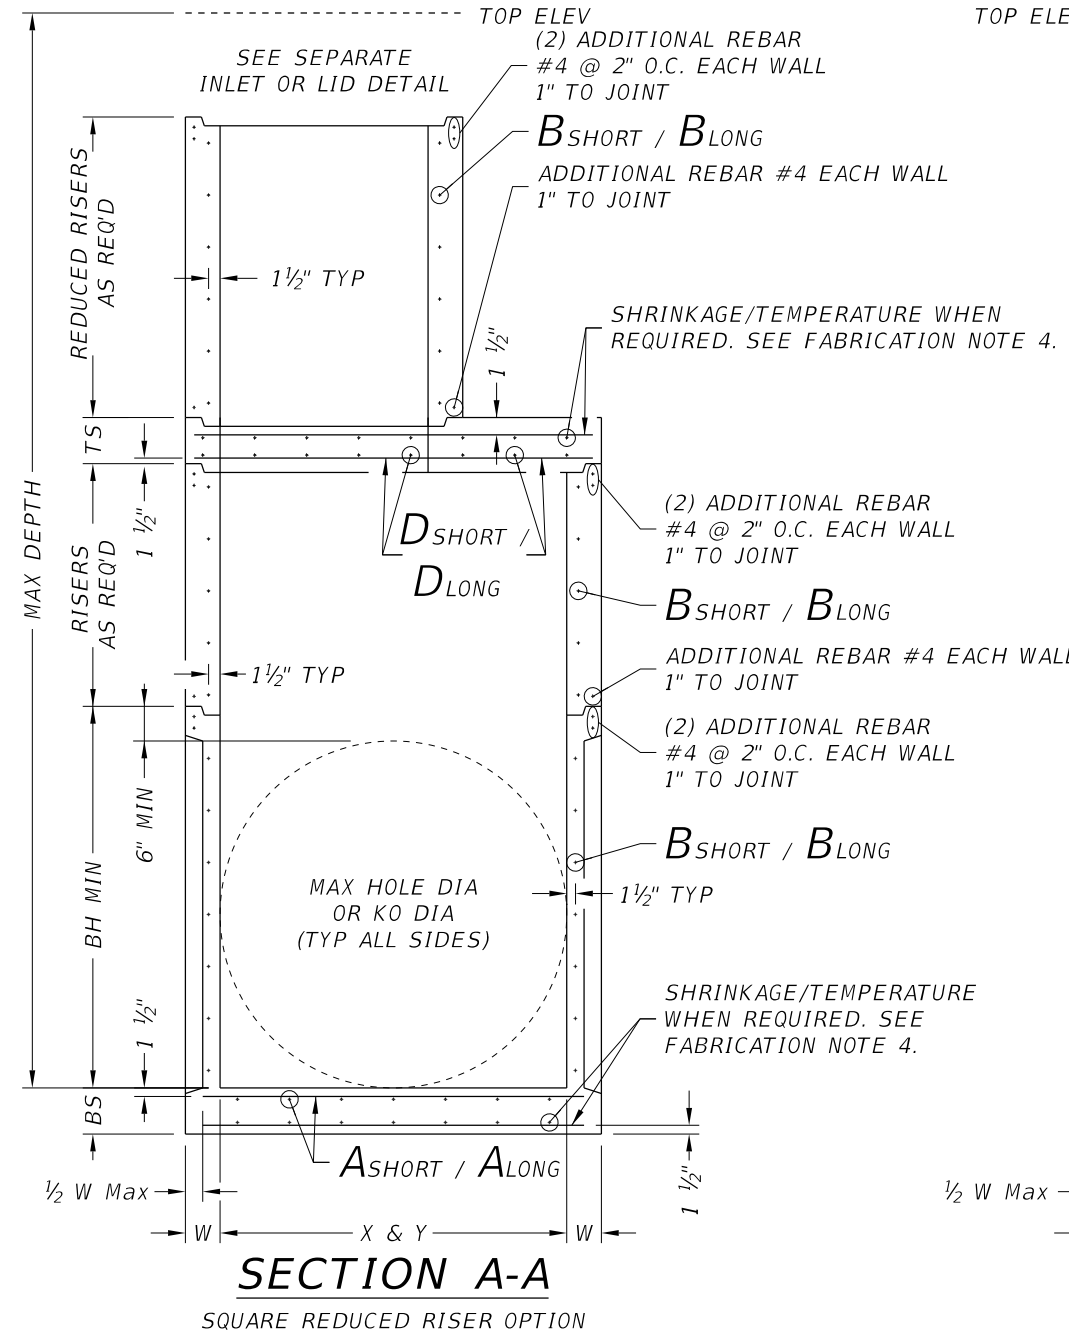 TOP ELEV
TOP ELE
(2) ADDITIONAL REBAR
#4 @ 2" O.C. EACH WALL
1" TO JOINT
SEE SEPARATE
INLET OR LID DETAIL
BSHORT / BLONG
ADDITIONAL REBAR #4 EACH WALL
1" TO JOINT
REDUCED RISERS
AS REQ'D
1½" TYP
SHRINKAGE/TEMPERATURE WHEN
REQUIRED. SEE FABRICATION NOTE 4.
1 ½"
TS
MAX DEPTH
1 ½"
RISERS
AS REQ'D
DSHORT /
DLONG
(2) ADDITIONAL REBAR
#4 @ 2" O.C. EACH WALL
1" TO JOINT
BSHORT / BLONG
ADDITIONAL REBAR #4 EACH WALL
1" TO JOINT
1½" TYP
(2) ADDITIONAL REBAR
#4 @ 2" O.C. EACH WALL
1" TO JOINT
6" MIN
BH MIN
BSHORT / BLONG
MAX HOLE DIA
OR KO DIA
(TYP ALL SIDES)
1½" TYP
SHRINKAGE/TEMPERATURE
WHEN REQUIRED. SEE
FABRICATION NOTE 4.
1 ½"
BS
ASHORT / ALONG
1 ½"
½ W Max
½ W Max
W
X & Y
W
SECTION A-A
SQUARE REDUCED RISER OPTION